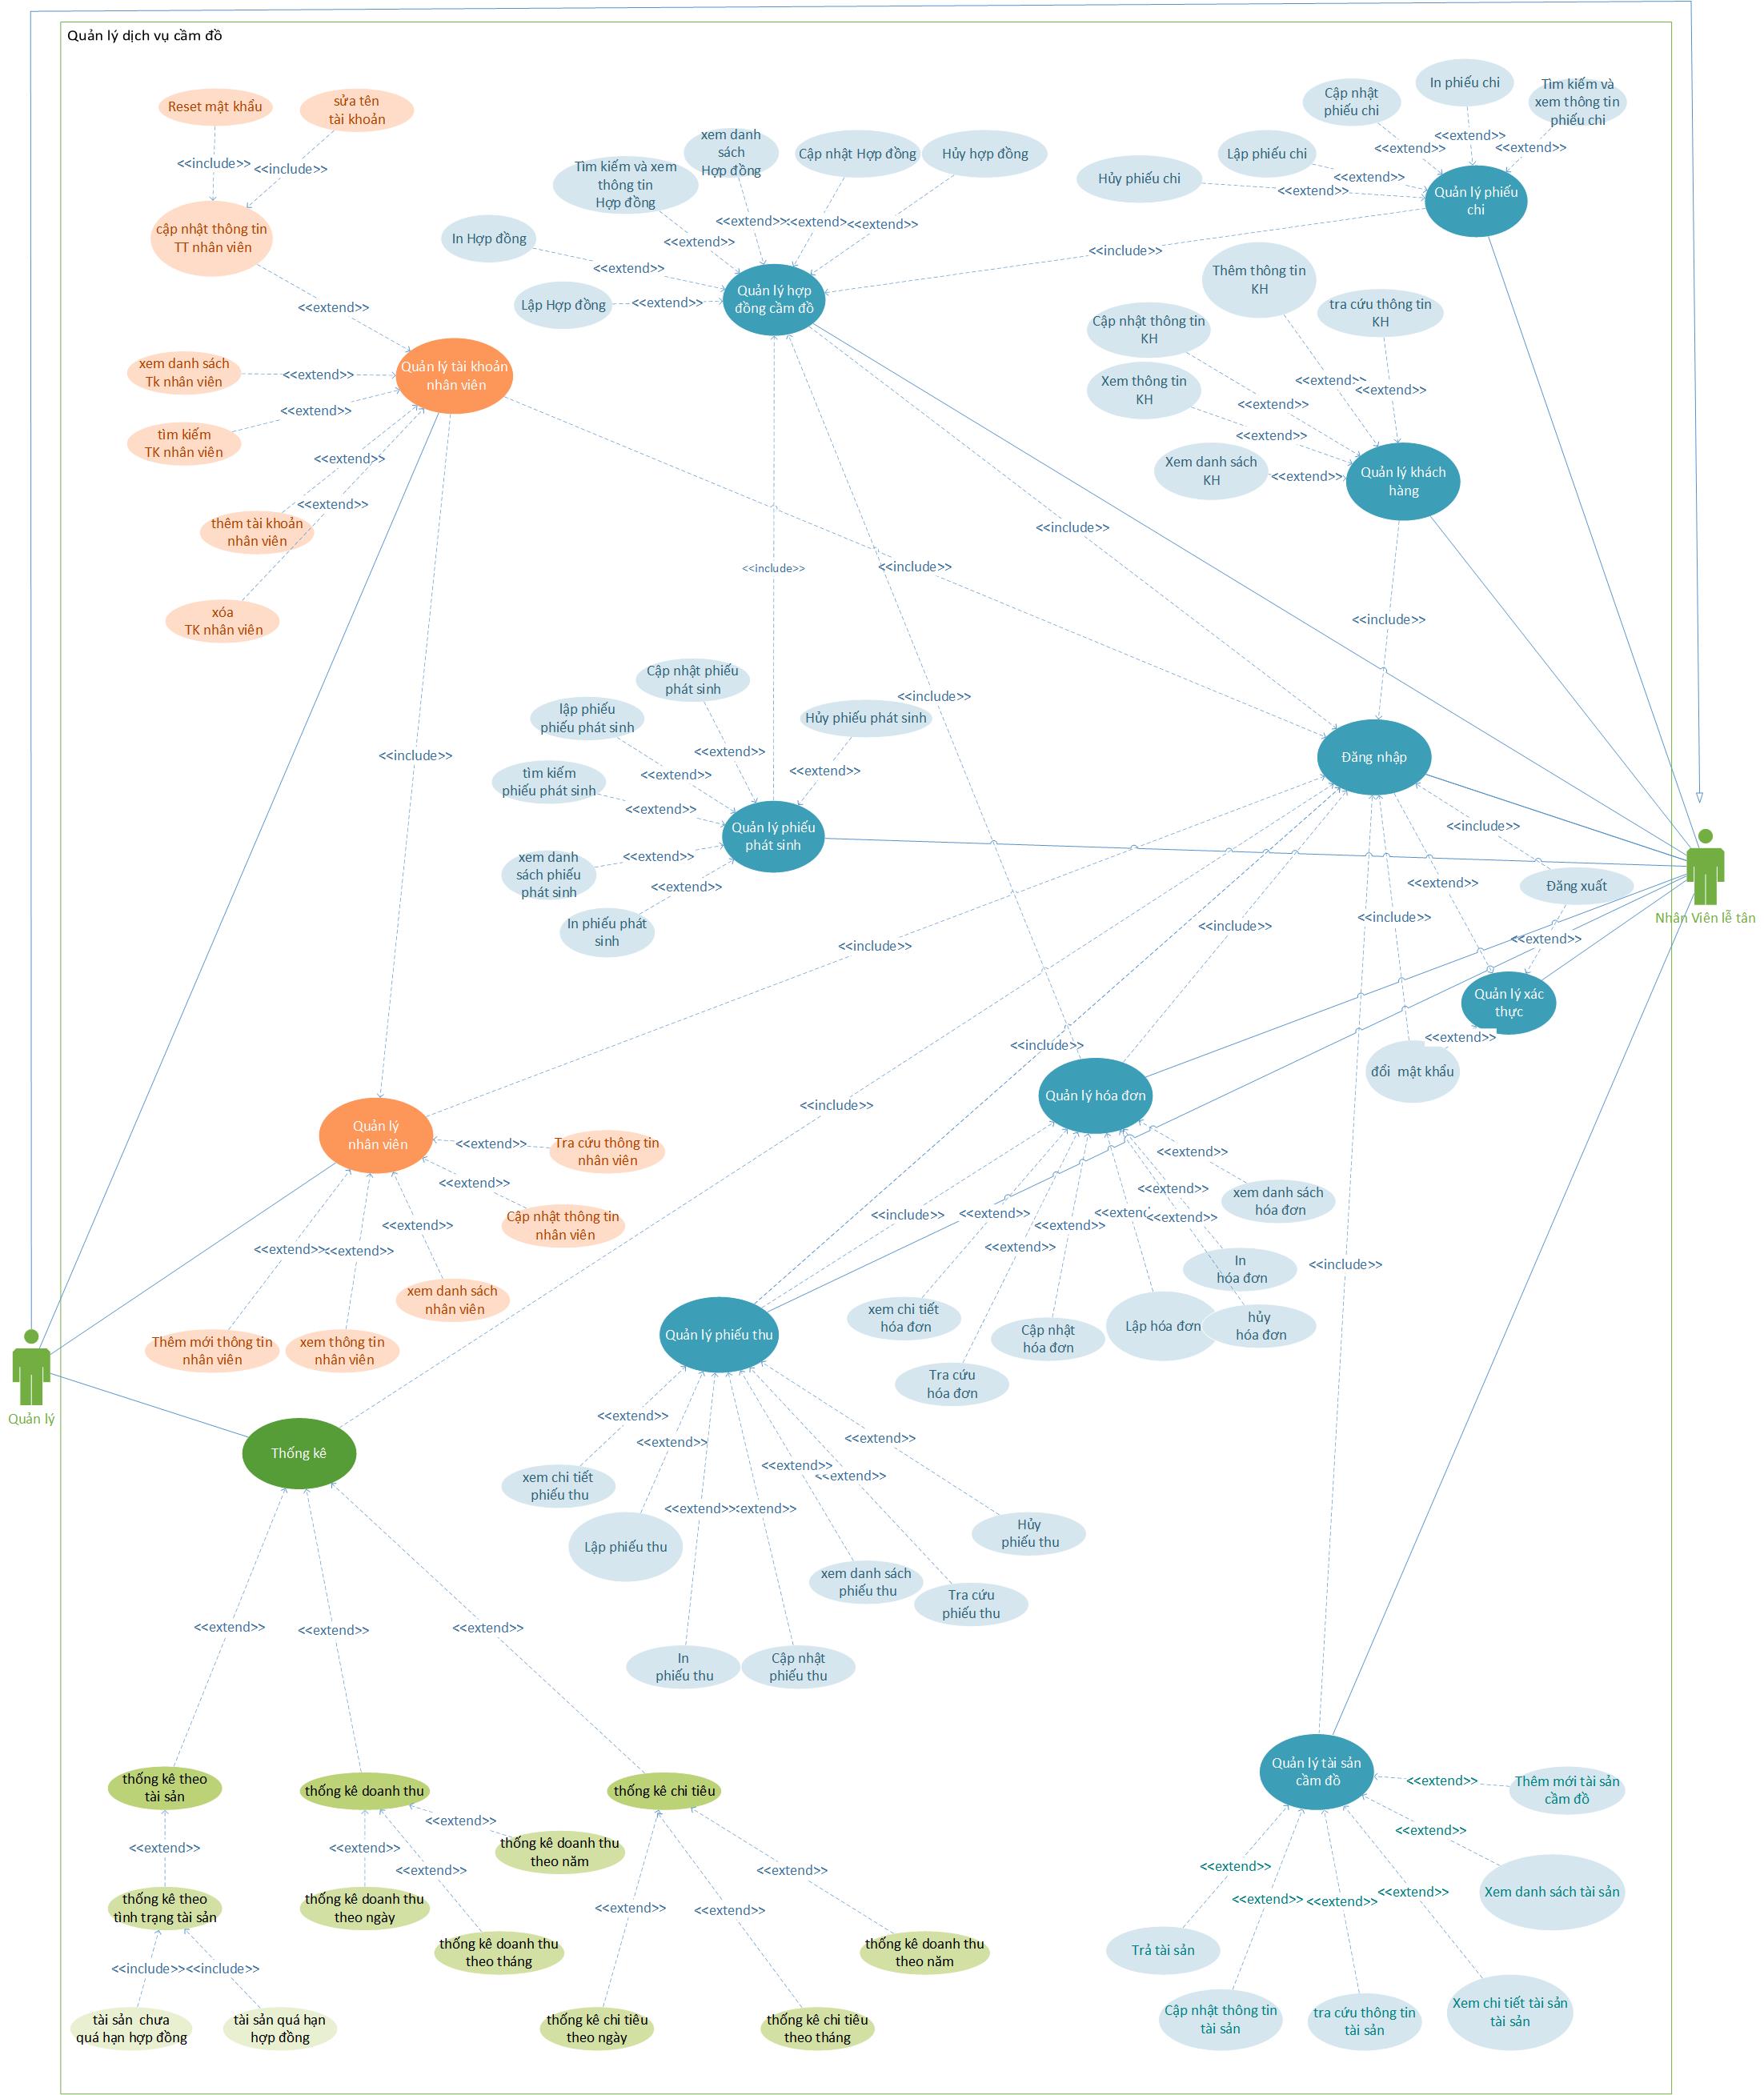 Quản lý dịch vụ cầm đồ
Reset mật khẩu
sửa tên
tài khoản
<<include>>
<<include>>
cập nhật thông tin
TT nhân viên
<<extend>>
Quản lý tài khoản
nhân viên
xem danh sách
Tk nhân viên
<<extend>>
<<extend>>
tìm kiếm
TK nhân viên
<<extend>>
<<extend>>
thêm tài khoản
nhân viên
xóa
TK nhân viên
xem danh
sách
Hợp đồng
Cập nhật Hợp đồng
Hủy hợp đồng
Tìm kiếm và xem
thông tin
Hợp đồng
In Hợp đồng
<<extend>>
<<extend>>
<<extend>>
<<extend>>
<<extend>>
Lập Hợp đồng
<<extend>>
Quản lý hợp
đồng cầm đồ
In phiếu chi
Cập nhật
phiếu chi
Tìm kiếm và
xem thông tin
phiếu chi
Lập phiếu chi
Hủy phiếu chi
<<extend>>
<<extend>>
<<extend>>
<<extend>>
<<extend>>
Quản lý phiếu
chi
<<include>>
Thêm thông tin
KH
tra cứu thông tin
KH
Cập nhật thông tin
KH
Xem thông tin
KH
Xem danh sách
KH
<<extend>>
<<extend>>
<<extend>>
<<extend>>
<<extend>>
Quản lý khách
hàng
<<include>>
<<include>>
<<include>>
<<include>>
<<include>>
<<include>>
Cập nhật phiếu
phát sinh
lập phiếu
phiếu phát sinh
Hủy phiếu phát sinh
tìm kiếm
phiếu phát sinh
<<extend>>
<<extend>>
<<extend>>
<<extend>>
xem danh
sách phiếu
phát sinh
<<extend>>
<<extend>>
In phiếu phát
sinh
Quản lý phiếu
phát sinh
Đăng nhập
<<include>>
<<extend>>
Đăng xuất
<<include>>
<<extend>>
Quản lý xác
thực
<<extend>>
đổi  mật khẩu
Nhân Viên lễ tân
<<include>>
<<include>>
<<include>>
<<include>>
Quản lý hóa đơn
Quản lý
nhân viên
<<extend>>
Tra cứu thông tin
nhân viên
<<extend>>
Cập nhật thông tin
nhân viên
<<extend>>
<<extend>>
<<extend>>
xem danh sách
nhân viên
Thêm mới thông tin
nhân viên
xem thông tin
nhân viên
<<include>>
<<extend>>
<<extend>>
<<extend>>
<<extend>>
<<extend>>
<<extend>>
<<extend>>
xem danh sách
hóa đơn
In
hóa đơn
xem chi tiết
hóa đơn
Cập nhật
hóa đơn
Lập hóa đơn
hủy
hóa đơn
Tra cứu
hóa đơn
<<include>>
Quản lý phiếu thu
Quản lý
Thống kê
<<extend>>
<<extend>>
<<extend>>
<<extend>>
<<extend>>
<<extend>>
<<extend>>
xem chi tiết
phiếu thu
Lập phiếu thu
Hủy
phiếu thu
xem danh sách
phiếu thu
Tra cứu
phiếu thu
In
phiếu thu
Cập nhật
phiếu thu
<<extend>>
<<extend>>
<<extend>>
thống kê theo
tài sản
thống kê doanh thu
thống kê chi tiêu
<<extend>>
<<extend>>
<<extend>>
<<extend>>
thống kê doanh thu
theo năm
thống kê theo
tình trạng tài sản
thống kê doanh thu
theo ngày
thống kê doanh thu
theo tháng
<<include>>
<<include>>
tài sản  chưa
quá hạn hợp đồng
tài sản quá hạn
hợp đồng
<<extend>>
<<extend>>
<<extend>>
thống kê doanh thu
theo năm
thống kê chi tiêu
theo ngày
thống kê chi tiêu
theo tháng
Quản lý tài sản
cầm đồ
<<extend>>
Thêm mới tài sản
cầm đồ
<<extend>>
<<extend>>
<<extend>>
<<extend>>
<<extend>>
Xem danh sách tài sản
Trả tài sản
Cập nhật thông tin
tài sản
tra cứu thông tin
tài sản
Xem chi tiết tài sản
tài sản